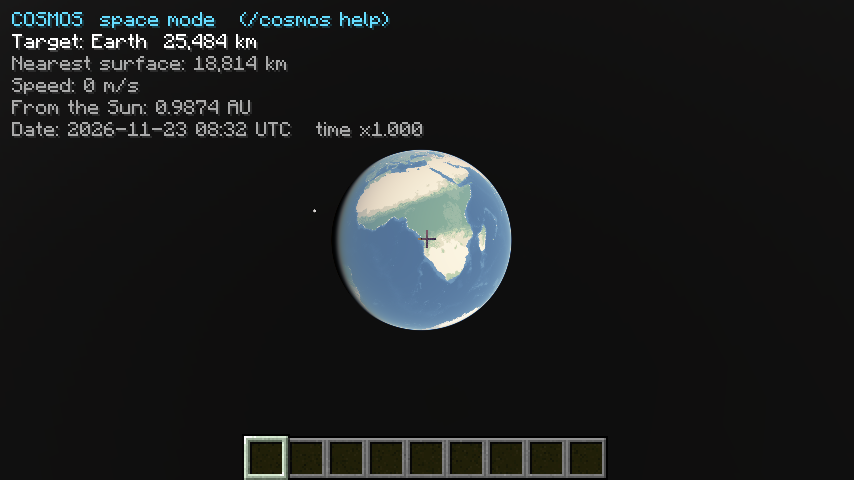 COSMOS space mode (/cosmos help)
Target: Earth 25,484 km
Nearest surface: 18,814 km
Speed: 0 m/s
From the Sun: 0.9874 AU
Date: 2026-11-23 08:32 UTC time x1.000